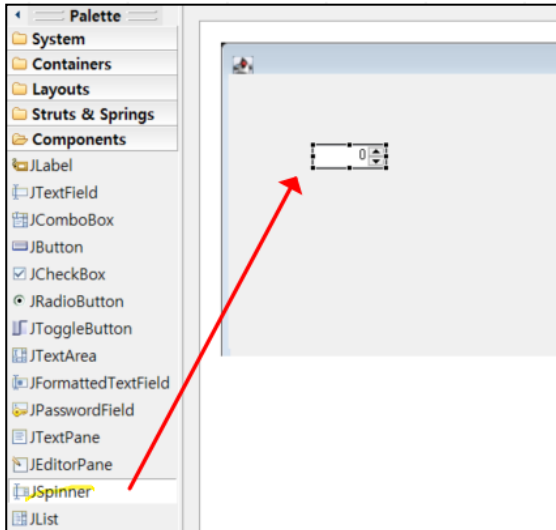 Palette
System
Containers
Layouts
Struts & Springs
Components
JLabel
JTextField
JComboBox
JButton
JCheckBox
JRadioButton
JToggleButton
JTextArea
JFormattedTextField
JPasswordField
JTextPane
JEditorPane
JSpinner
JList
0